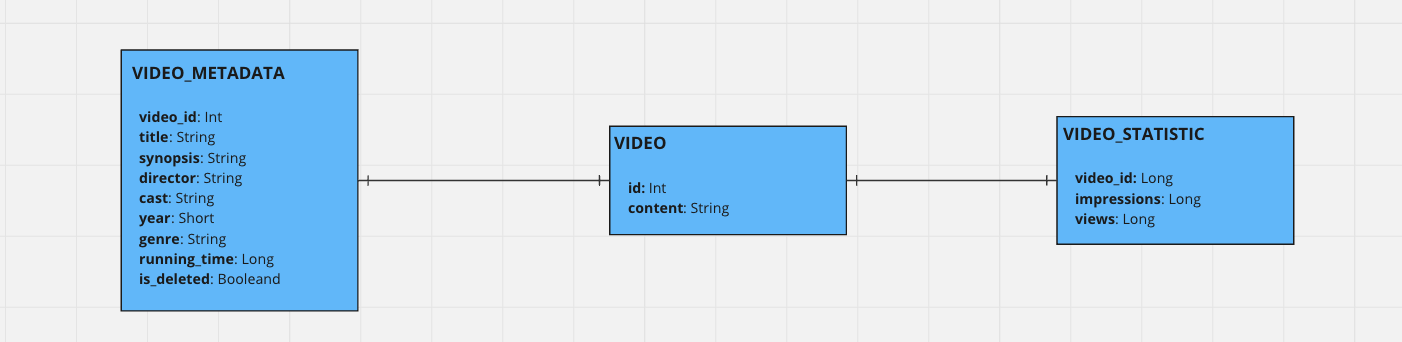 VIDEO_METADATA
video_id: Int
title: String
synopsis: String
director: String
cast: String
year: Short
genre: String
running_time: Long
is_deleted: Booleand
VIDEO
id: Int
content: String
VIDEO_STATISTIC
video_id: Long
impressions: Long
views: Long